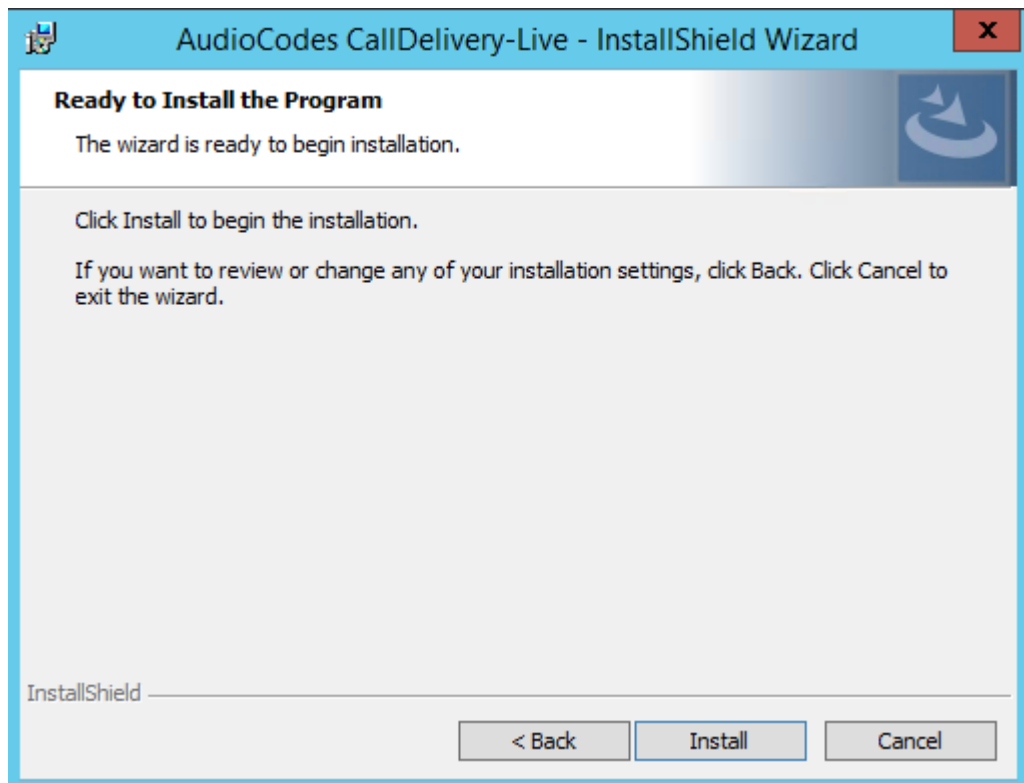 AudioCodes CallDelivery-Live - InstallShield Wizard
x
Ready to Install the Program
The wizard is ready to begin installation.
Click Install to begin the installation.
If you want to review or change any of your installation settings, click Back. Click Cancel to
exit the wizard.
InstallShield
< Back
Install
Cancel